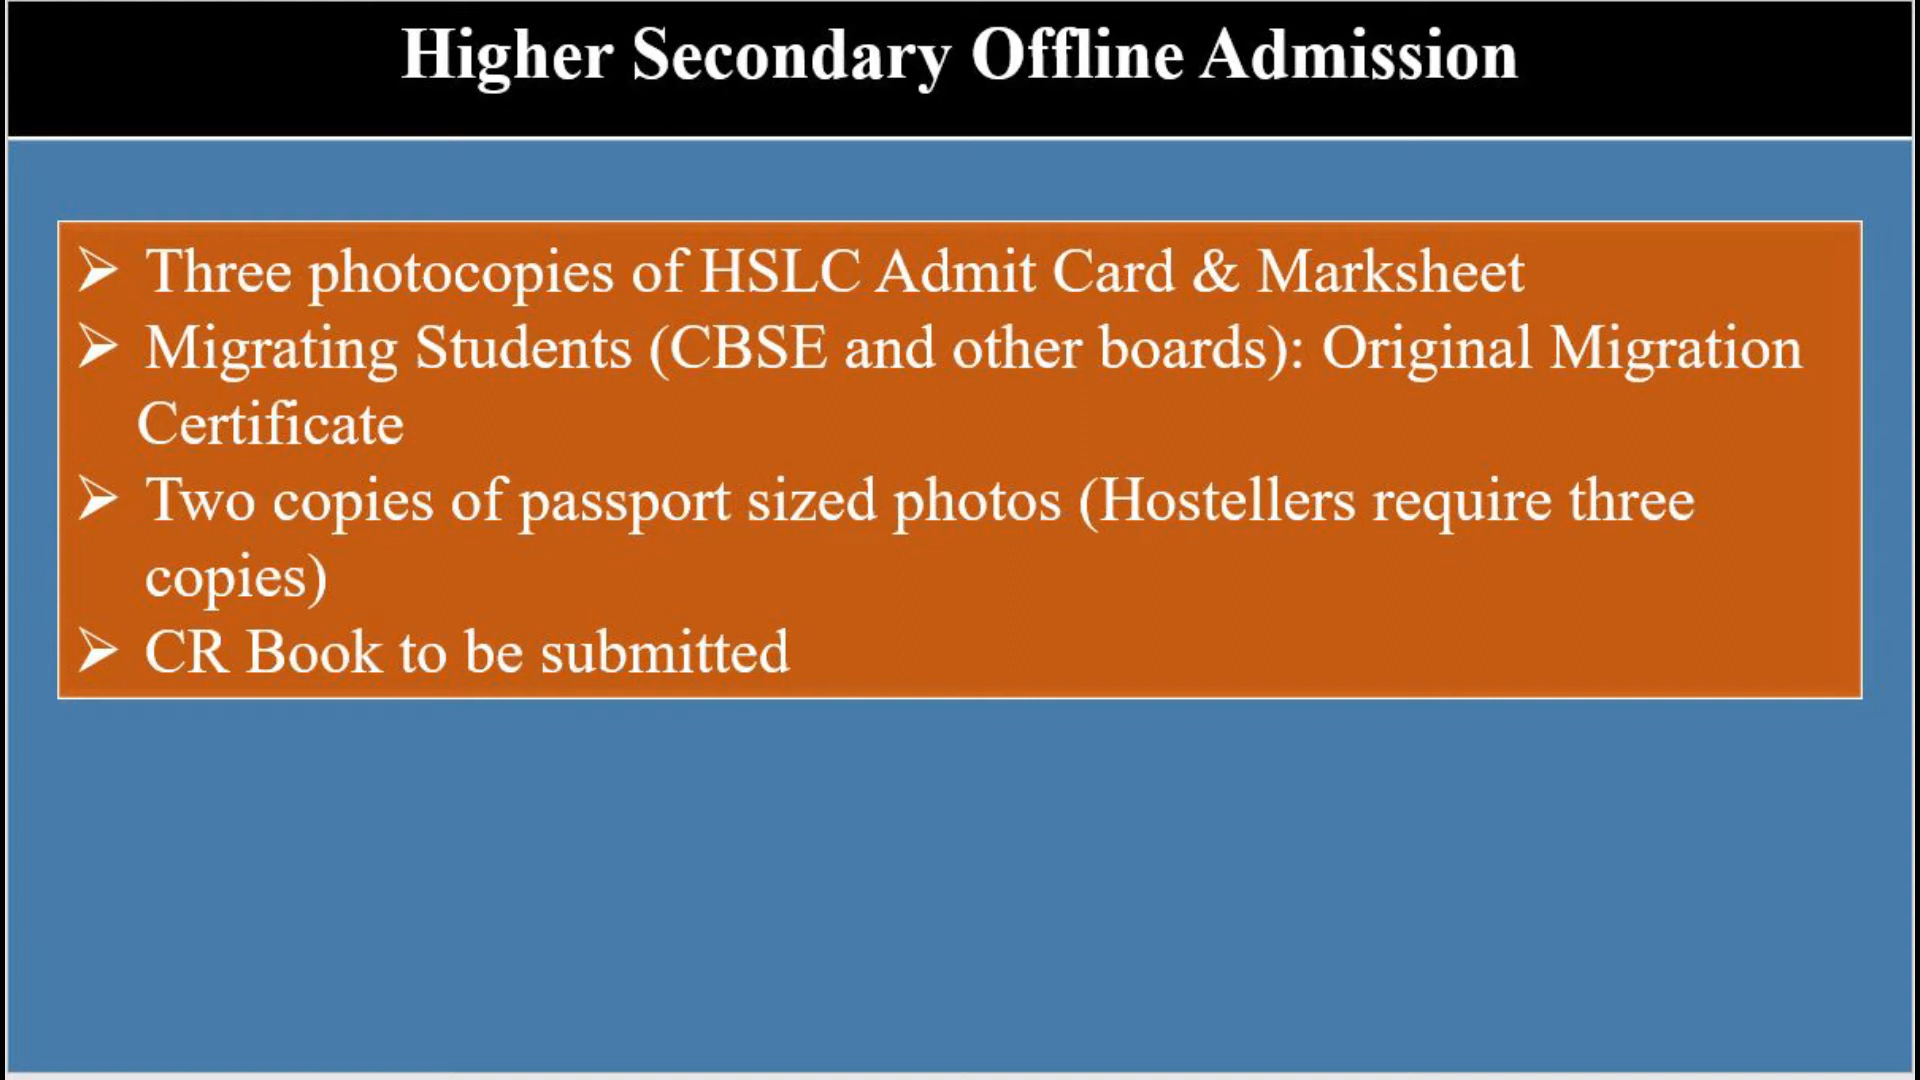 Higher Secondary Offline Admission
➢ Three photocopies of HSLC Admit Card & Marksheet
➢ Migrating Students (CBSE and other boards): Original Migration
Certificate
➢ Two copies of passport sized photos (Hostellers require three
copies)
➢ CR Book to be submitted